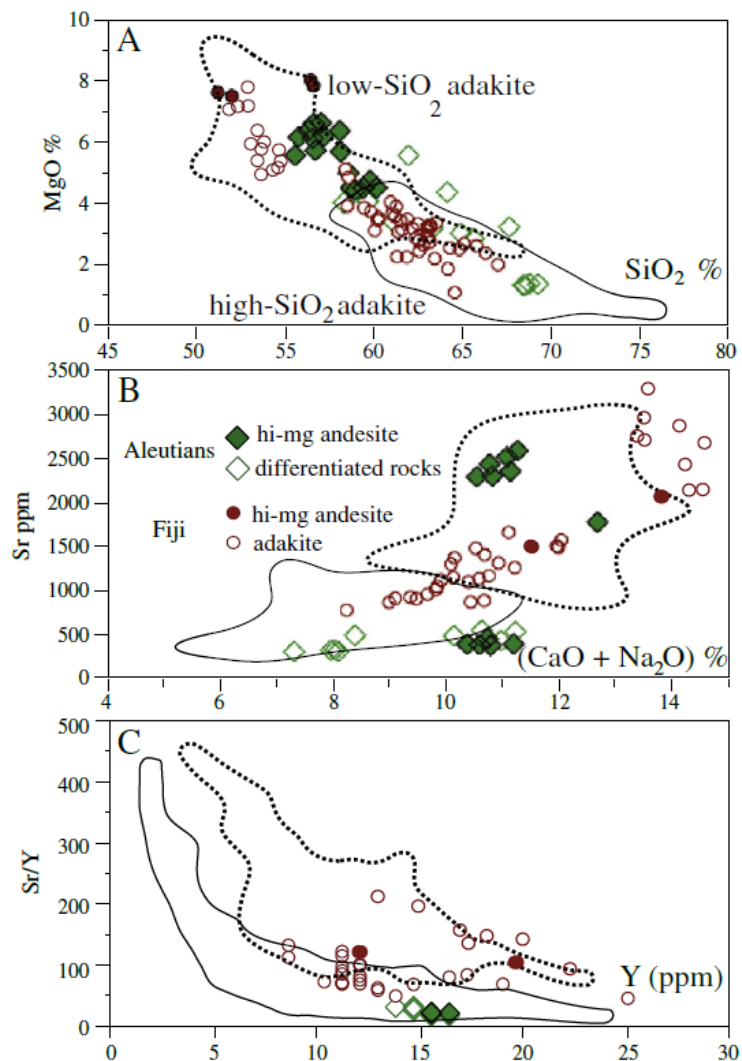 A
10
8
6
4
2
0
MgO %
low-SiO2 adakite
high-SiO2 adakite
SiO2 %
45 50 55 60 65 70 75 80
B
3500
3000
2500
2000
1500
1000
500
0
Sr ppm
Aleutians
hi-mg andesite
differentiated rocks
Fiji
hi-mg andesite
adakite
(CaO + Na2O) %
4 6 8 10 12 14
C
500
400
300
200
100
0
Sr/Y
Y (ppm)
0 5 10 15 20 25 30